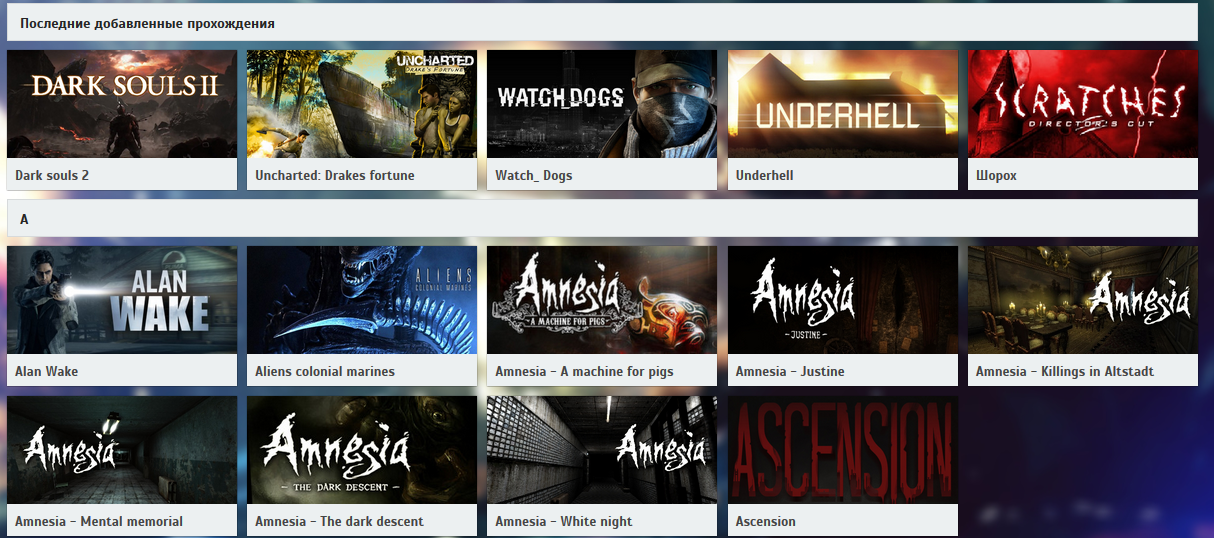 Последние добавленные прохождения
DARK SOULS II
UNCHARTED
DRAKE'S FORTUNE
WATCH_DOGS
UNDERHELL
SCRATCHES
DIRECTOR'S CUT
Dark souls 2
Uncharted: Drakes fortune
Watch_ Dogs
Underhell
Шорох
A
ALAN
WAKE
ALIENS
COLONIAL MARINES
Amnesia
A MACHINE FOR PIGS
Amnesia
JUSTINE
Amnesia
Alan Wake
Aliens colonial marines
Amnesia - A machine for pigs
Amnesia - Justine
Amnesia - Killings in Altstadt
Amnesia
Amnesia
THE DARK DESCENT
Amnesia
ASCENSION
Amnesia - Mental memorial
Amnesia - The dark descent
Amnesia - White night
Ascension